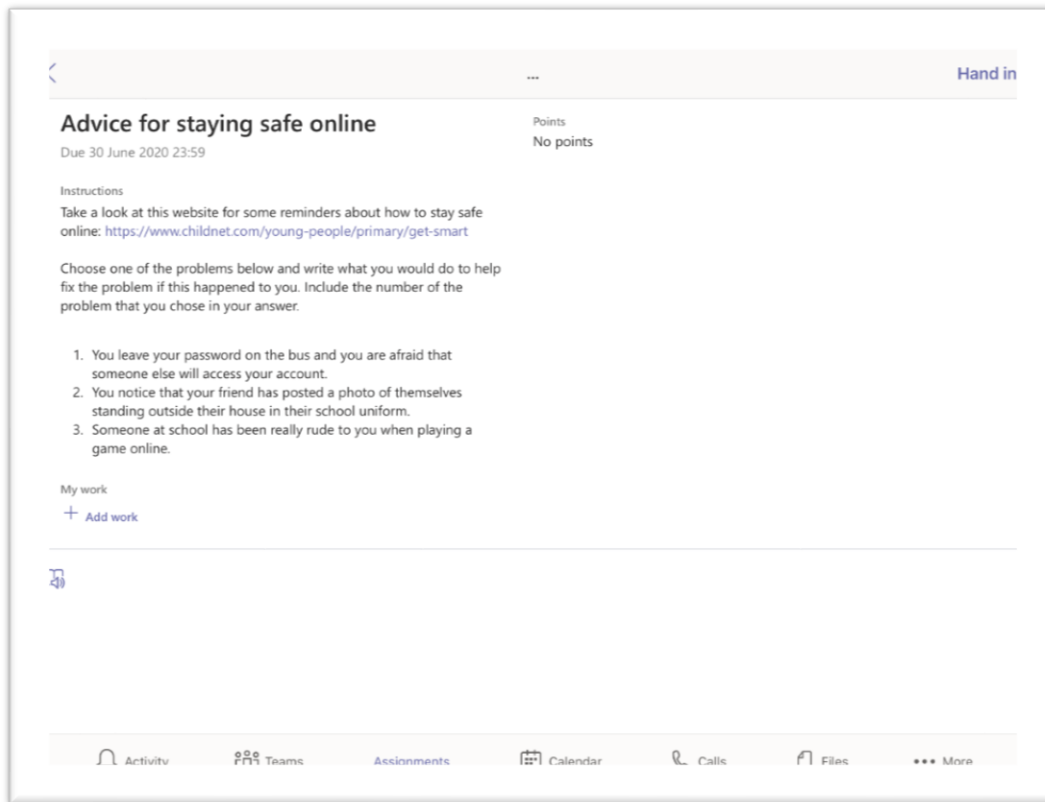 ...
Hand in
Advice for staying safe online
Due 30 June 2020 23:59
Points
No points
Instructions
Take a look at this website for some reminders about how to stay safe
online: https://www.childnet.com/young-people/primary/get-smart
Choose one of the problems below and write what you would do to help
fix the problem if this happened to you. Include the number of the
problem that you chose in your answer.
1. You leave your password on the bus and you are afraid that
someone else will access your account.
2. You notice that your friend has posted a photo of themselves
standing outside their house in their school uniform.
3. Someone at school has been really rude to you when playing a
game online.
My work
+ Add work
Activity Teams Assignments Calendar Calls Files ••• More